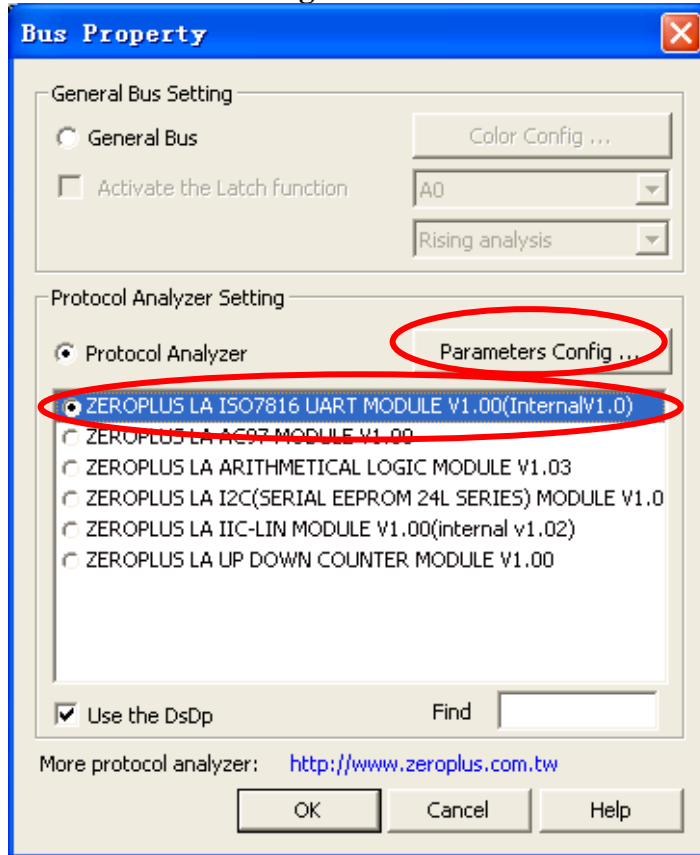 Bus Property
General Bus Setting
General Bus
Color Config ...
Activate the Latch function
A0
Rising analysis
Protocol Analyzer Setting
Protocol Analyzer
Parameters Config ...
ZEROPLUS LA ISO7816 UART MODULE V1.00(InternalV1.0)
ZEROPLUS LA AC97 MODULE V1.00
ZEROPLUS LA ARITHMETICAL LOGIC MODULE V1.03
ZEROPLUS LA I2C(SERIAL EEPROM 24L SERIES) MODULE V1.0
ZEROPLUS LA IIC-LIN MODULE V1.00(internal v1.02)
ZEROPLUS LA UP DOWN COUNTER MODULE V1.00
Use the DsDp
Find
More protocol analyzer: http://www.zeroplus.com.tw
OK Cancel Help